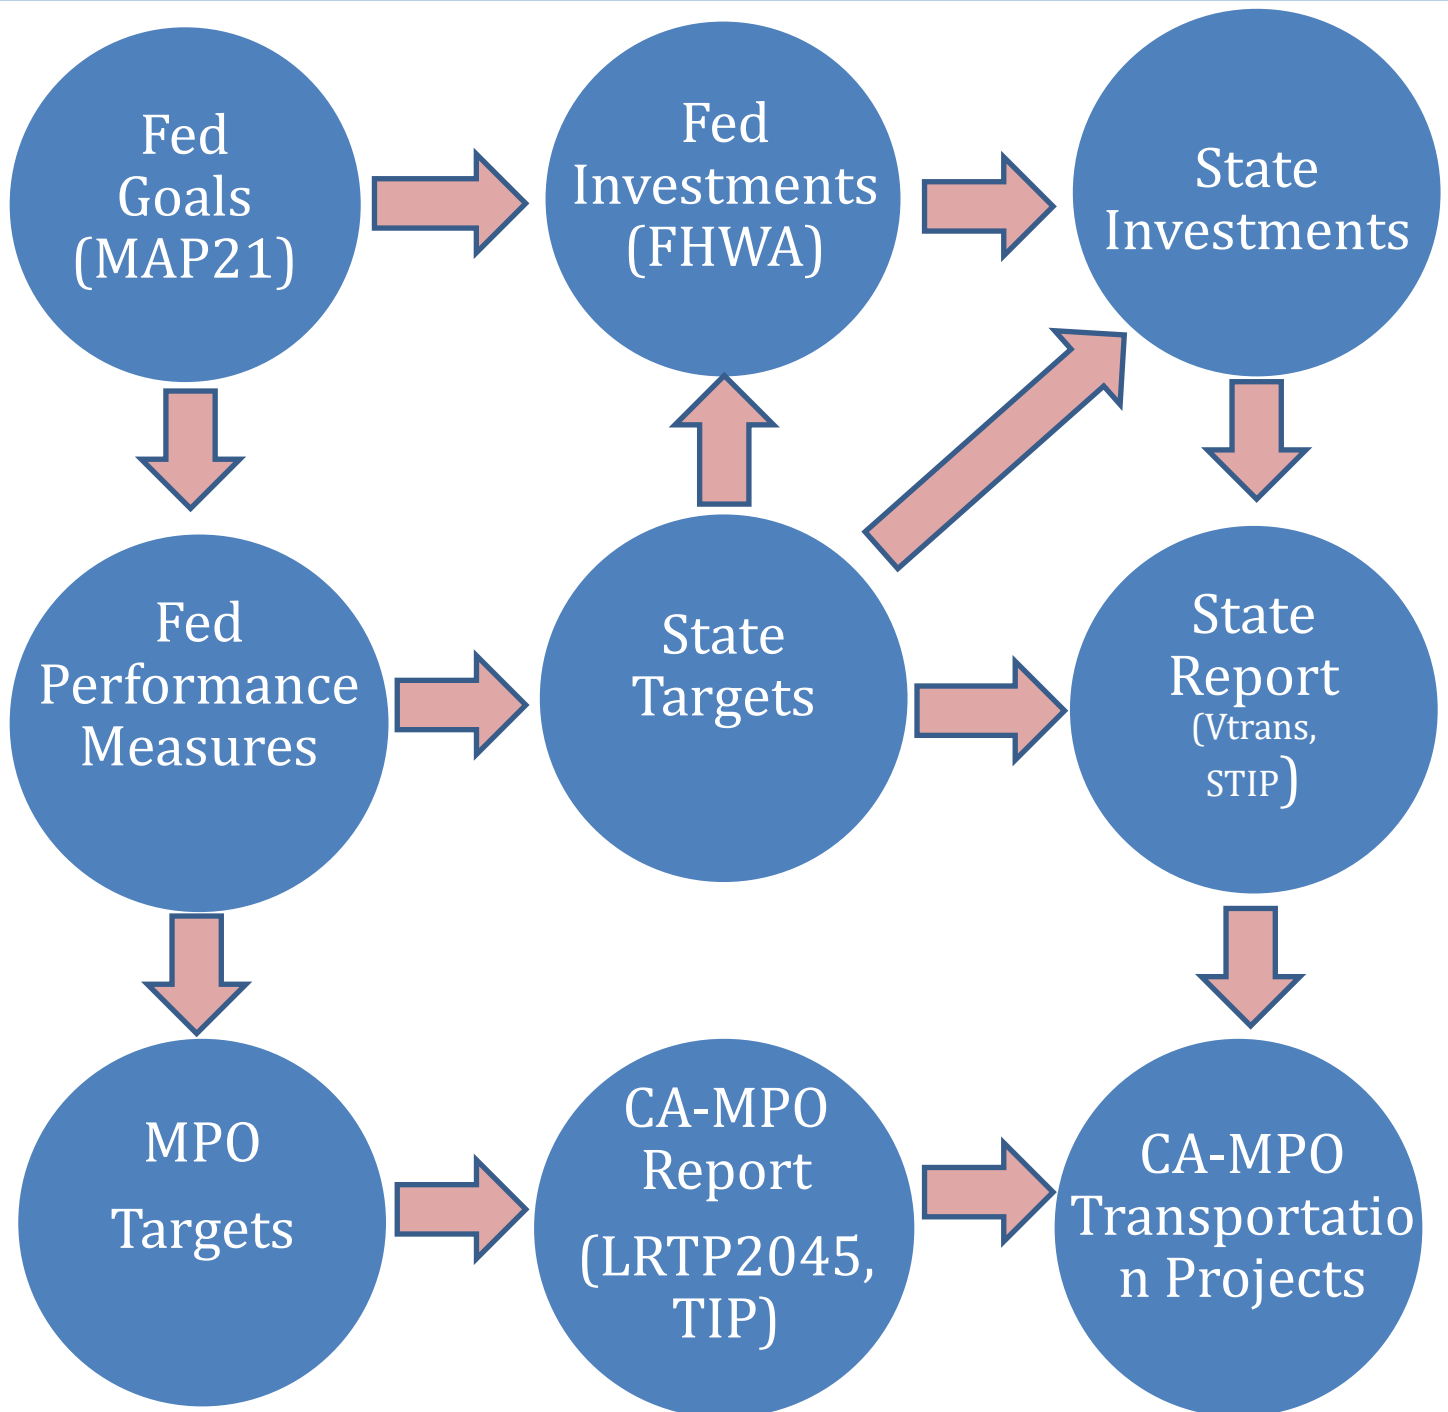 Fed
Goals
(MAP21)
Fed
Investments
(FHWA)
State
Investments
Fed
Performance
Measures
State
Targets
State
Report
(Vtrans,
STIP)
MPO
Targets
CA-MPO
Report
(LRTP2045,
TIP)
CA-MPO
Transportatio
n Projects